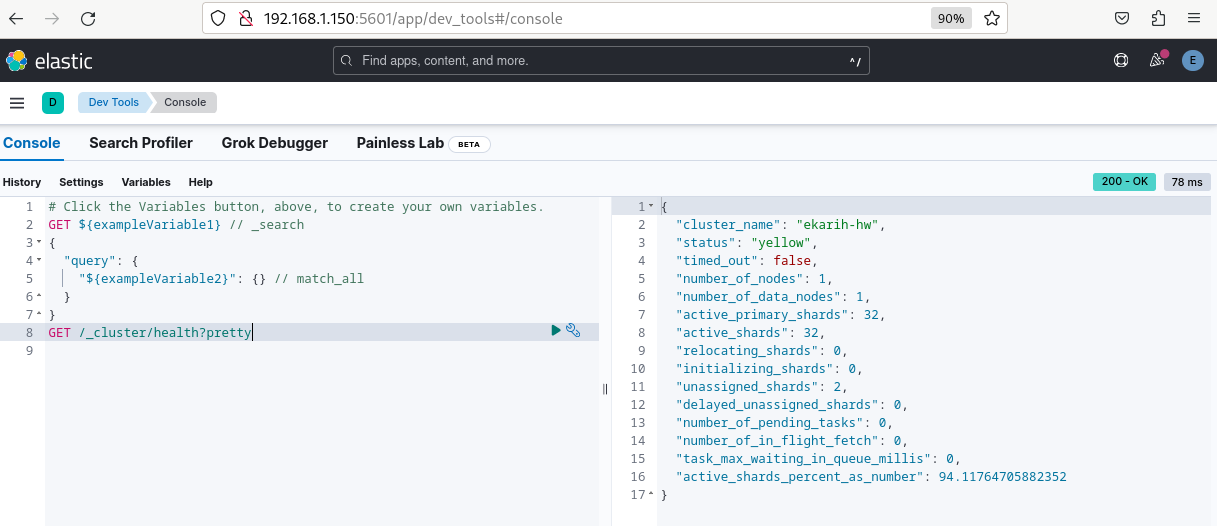 192.168.1.150:5601/app/dev_tools#/console
90%
elastic
Find apps, content, and more.
^/
E
D
Dev Tools
Console
Console
Search Profiler
Grok Debugger
Painless Lab
BETA
History
Settings
Variables
Help
200 - OK
78 ms
1 # Click the Variables button, above, to create your own variables.
2 GET ${exampleVariable1} // _search
3 {
4 "query": {
5 "${exampleVariable2}": {} // match_all
6 }
7 }
8 GET /_cluster/health?pretty
9
1 {
2 "cluster_name": "ekarih-hw",
3 "status": "yellow",
4 "timed_out": false,
5 "number_of_nodes": 1,
6 "number_of_data_nodes": 1,
7 "active_primary_shards": 32,
8 "active_shards": 32,
9 "relocating_shards": 0,
10 "initializing_shards": 0,
11 "unassigned_shards": 2,
12 "delayed_unassigned_shards": 0,
13 "number_of_pending_tasks": 0,
14 "number_of_in_flight_fetch": 0,
15 "task_max_waiting_in_queue_millis": 0,
16 "active_shards_percent_as_number": 94.11764705882352
17 }